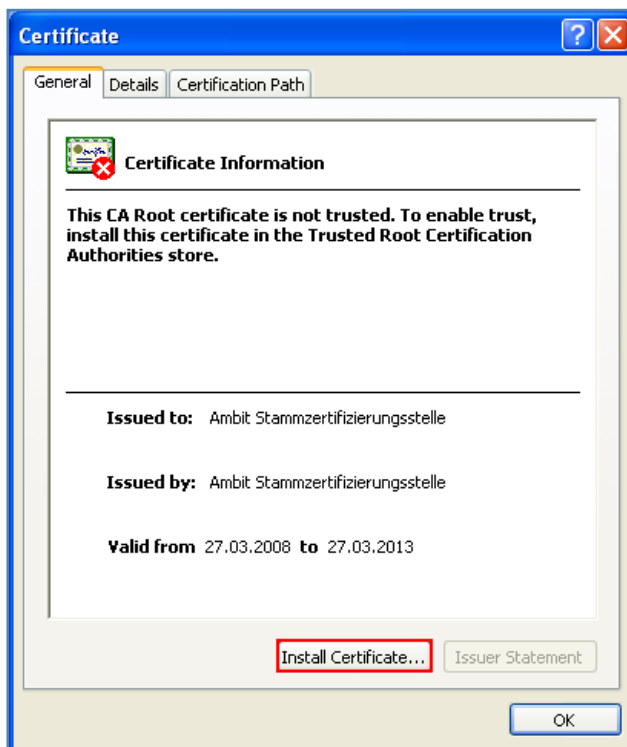 Certificate
General Details Certification Path
Certificate Information
This CA Root certificate is not trusted. To enable trust,
install this certificate in the Trusted Root Certification
Authorities store.
Issued to: Ambit Stammzertifizierungsstelle
Issued by: Ambit Stammzertifizierungsstelle
Valid from 27.03.2008 to 27.03.2013
Install Certificate... Issuer Statement
OK